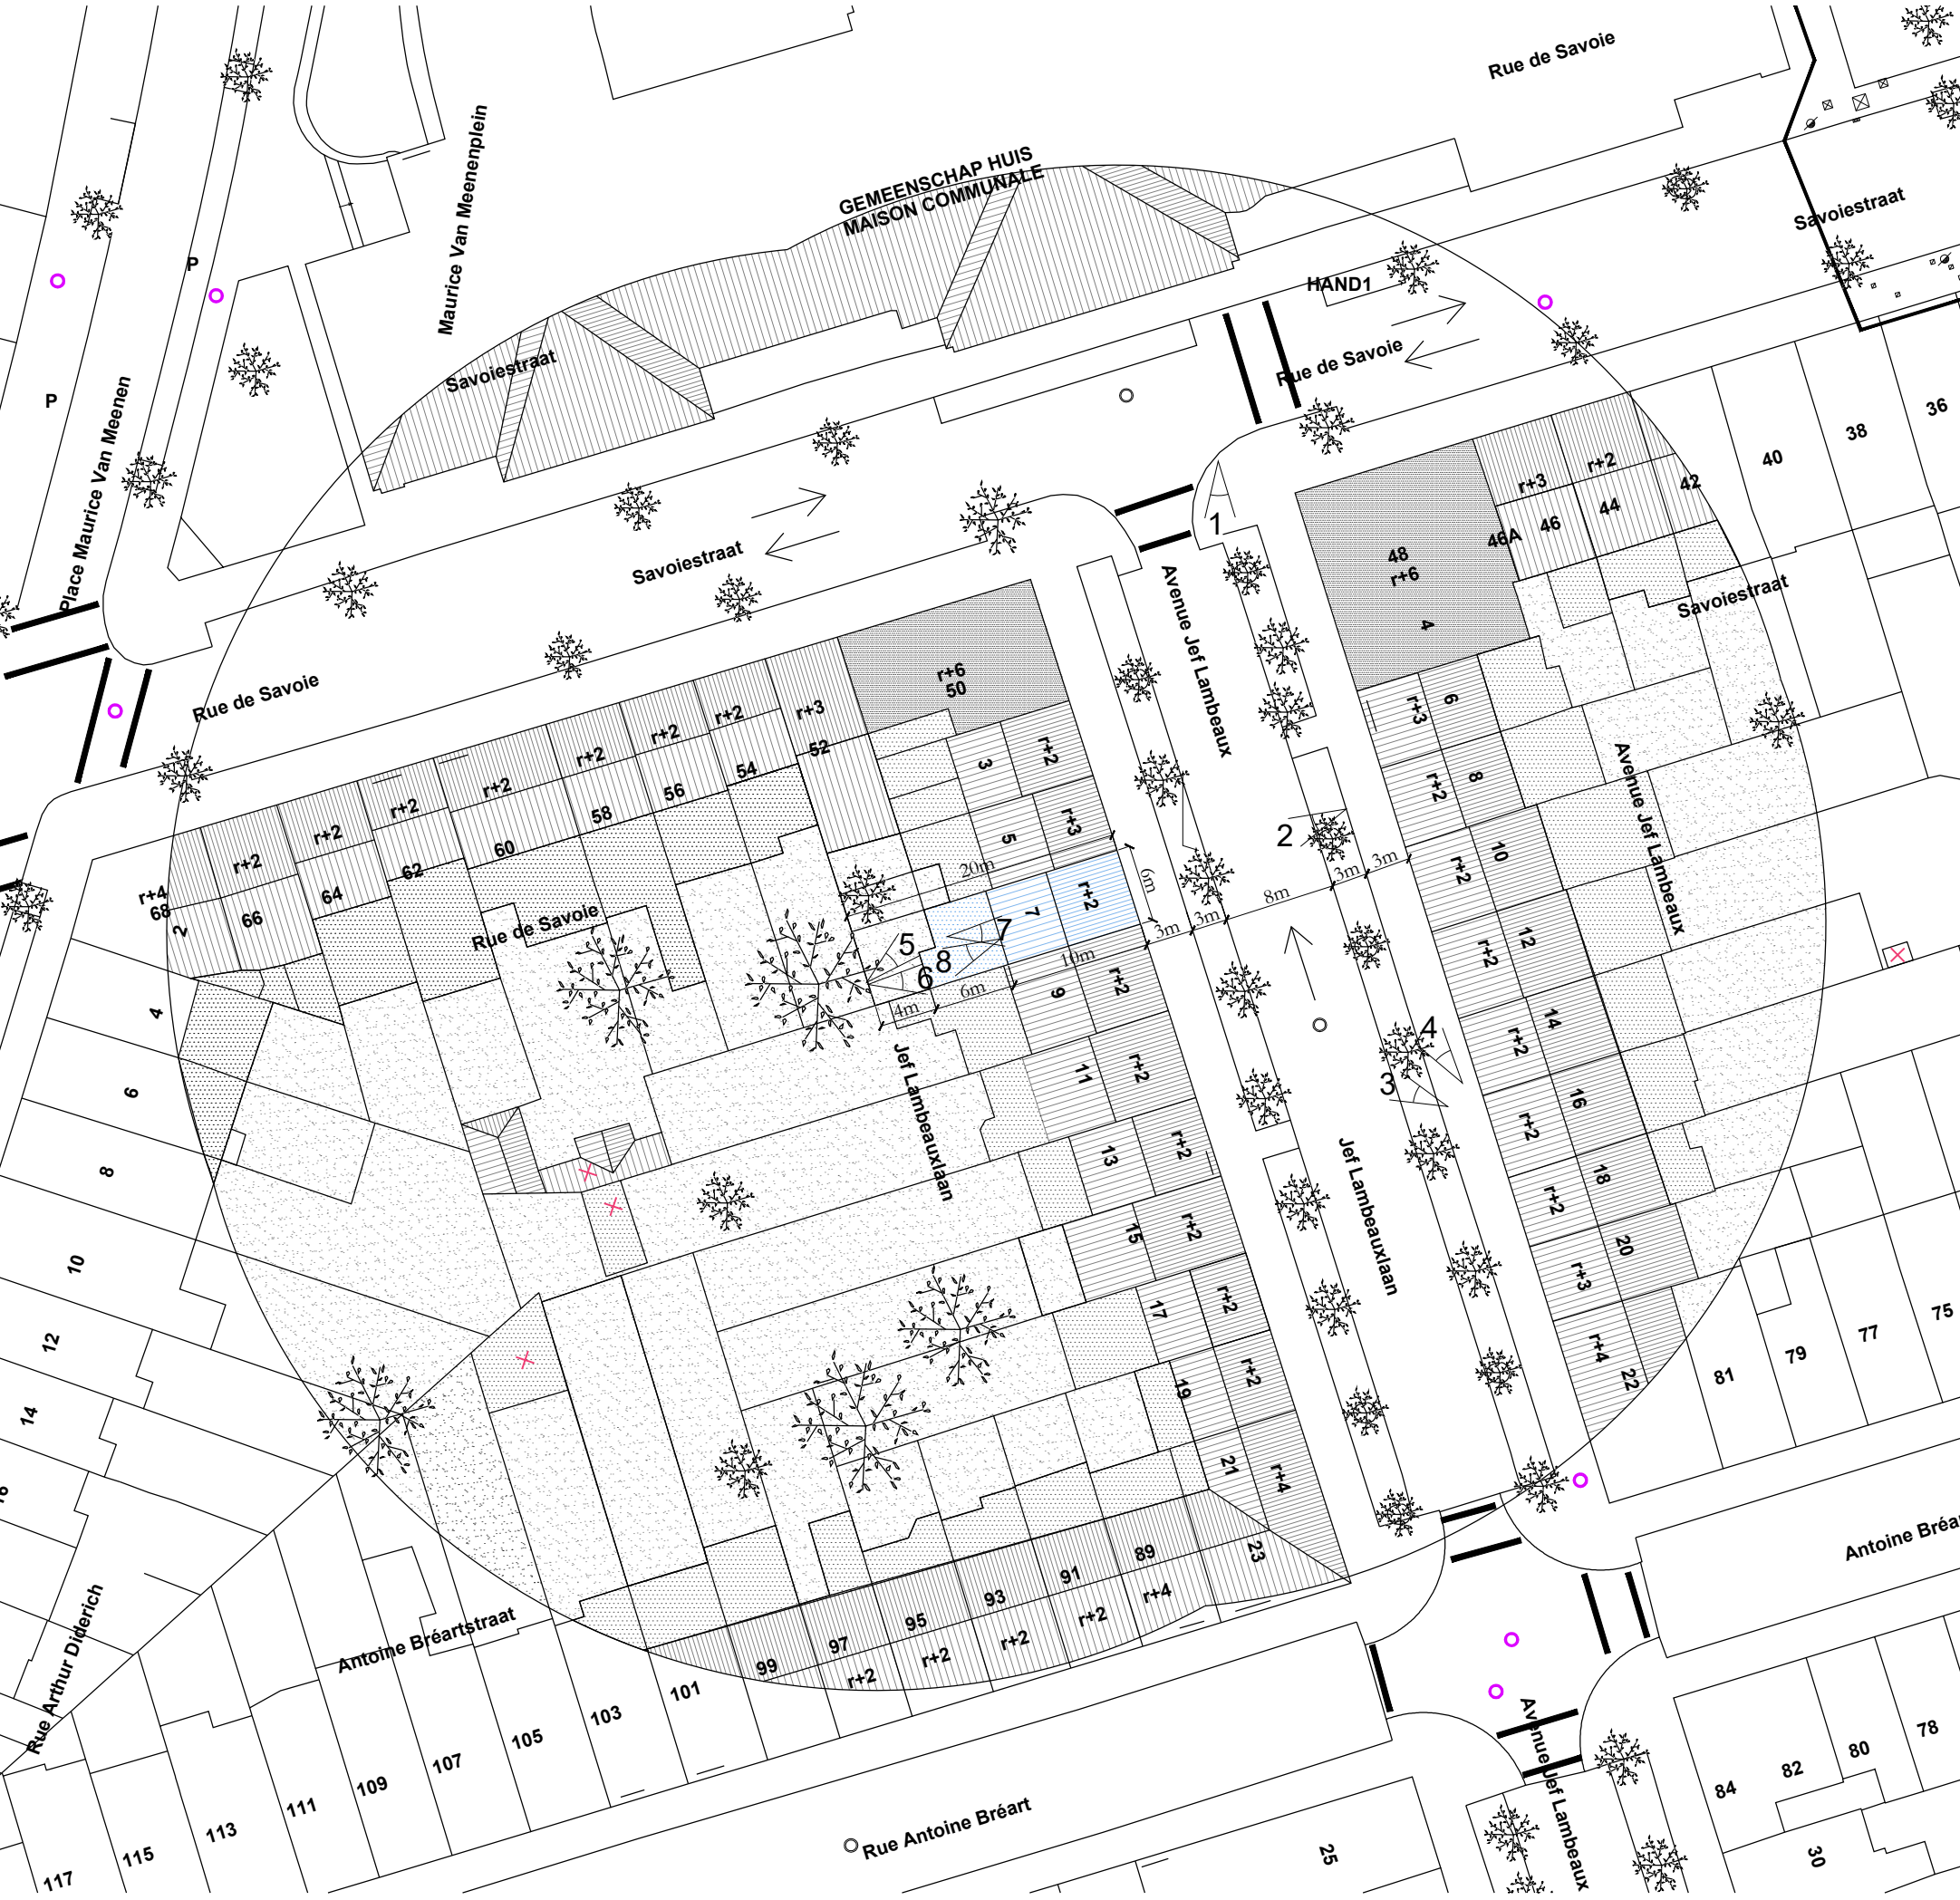 Rue de Savoie
Maurice Van Meenenplein
GEMEENSCHAP HUIS
MAISON COMMUNALE
Savoiestraat
P
P
HAND1
Rue de Savoie
Savoiestraat
Place Maurice Van Meenen
36
38
40
42
r+2
44
r+3
46
46A
48
r+6
4
1
Savoiestraat
Savoiestraat
Avenue Jef Lambeaux
Rue de Savoie
r+6
50
r+3
52
r+2
54
r+2
56
r+2
58
r+2
60
r+2
62
r+2
64
r+2
66
r+4
68
2
3
r+2
5
r+3
7
r+2
9
r+2
11
r+2
13
r+2
15
r+2
17
r+2
19
r+2
21
r+4
23
r+3
6
r+2
8
r+2
10
r+2
12
r+2
14
r+2
16
r+2
18
r+3
20
r+4
22
Avenue Jef Lambeaux
2
20m
6m
3m
3m
8m
3m
3m
10m
6m
4m
5
6
7
8
3
4
Rue de Savoie
Jef Lambeauxlaan
Jef Lambeauxlaan
4
6
8
10
12
14
75
77
79
81
89
r+4
91
r+2
93
r+2
95
r+2
97
r+2
99
101
103
105
107
109
111
113
115
117
Antoine Bréartstraat
Rue Arthur Diderich
Rue Antoine Bréart
Antoine Bréa
Avenue Jef Lambeaux
25
78
80
82
84
30